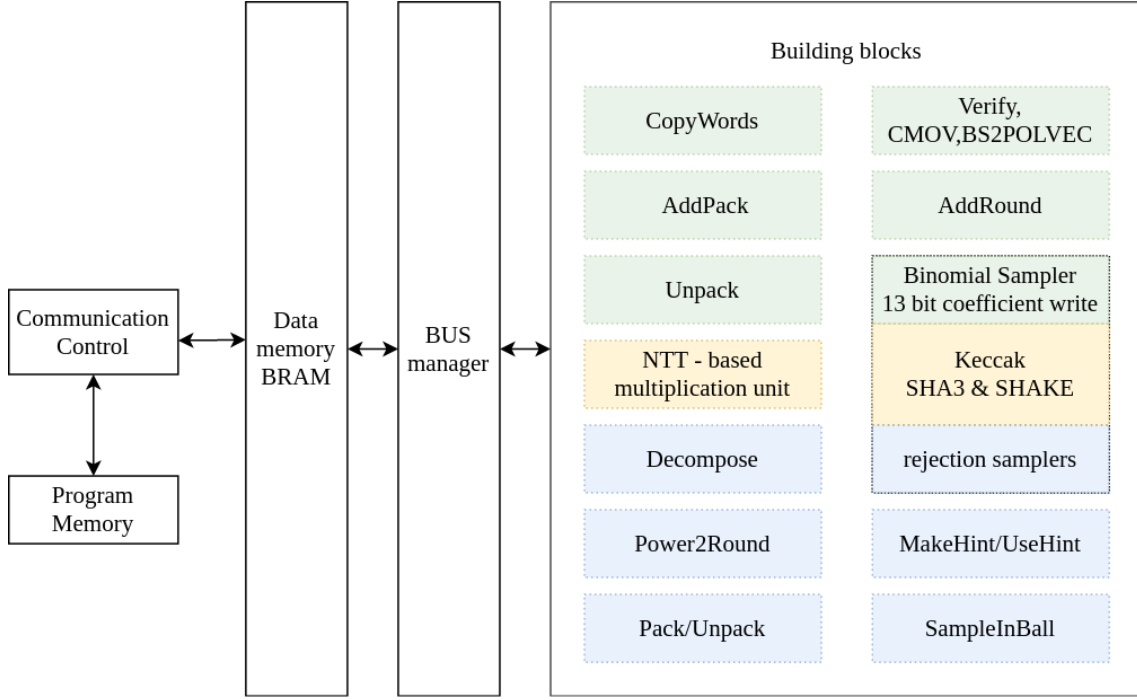 Building blocks
CopyWords
Verify,
CMOV,BS2POLVEC
AddPack
AddRound
Unpack
Binomial Sampler
13 bit coefficient write
Communication
Control
Data
memory
BRAM
BUS
manager
NTT - based
multiplication unit
Keccak
SHA3 & SHAKE
Decompose
rejection samplers
Program
Memory
Power2Round
MakeHint/UseHint
Pack/Unpack
SampleInBall